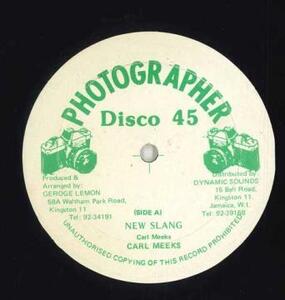 PHOTOGRAPHER
Disco 45
Produced &
Arranged by:
GEROGE LEMON
58A Waltham Park Road,
Kingston 11
Tel: 92-34191
Distributed by
DYNAMIC SOUNDS
15 Bell Road,
Kingston 11
Jamaica, W.I.
Tel: 92-39168
(SIDE A)
NEW SLANG
Carl Meeks
CARL MEEKS
UNAUTHORISED COPYING OF THIS RECORD PROHIBITED